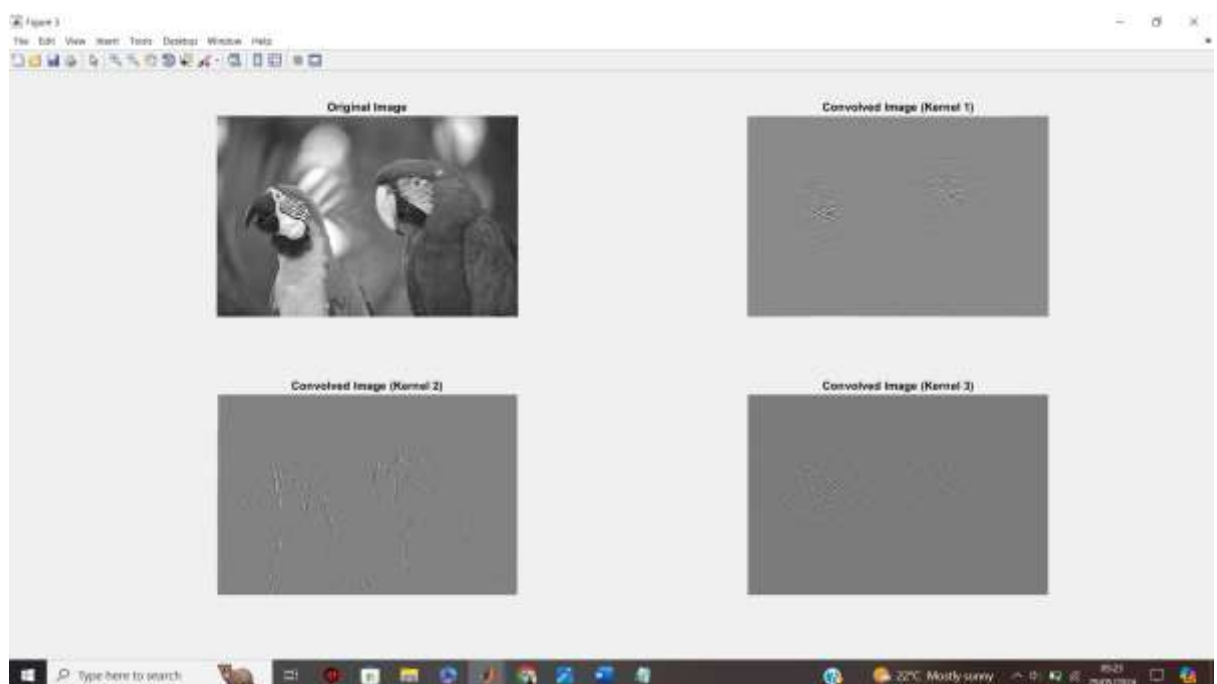 Figure 3
File Edit View Insert Tools Desktop Window Help
Original Image
Convolved Image (Kernel 1)
Convolved Image (Kernel 2)
Convolved Image (Kernel 3)
Type here to search
22°C Mostly sunny